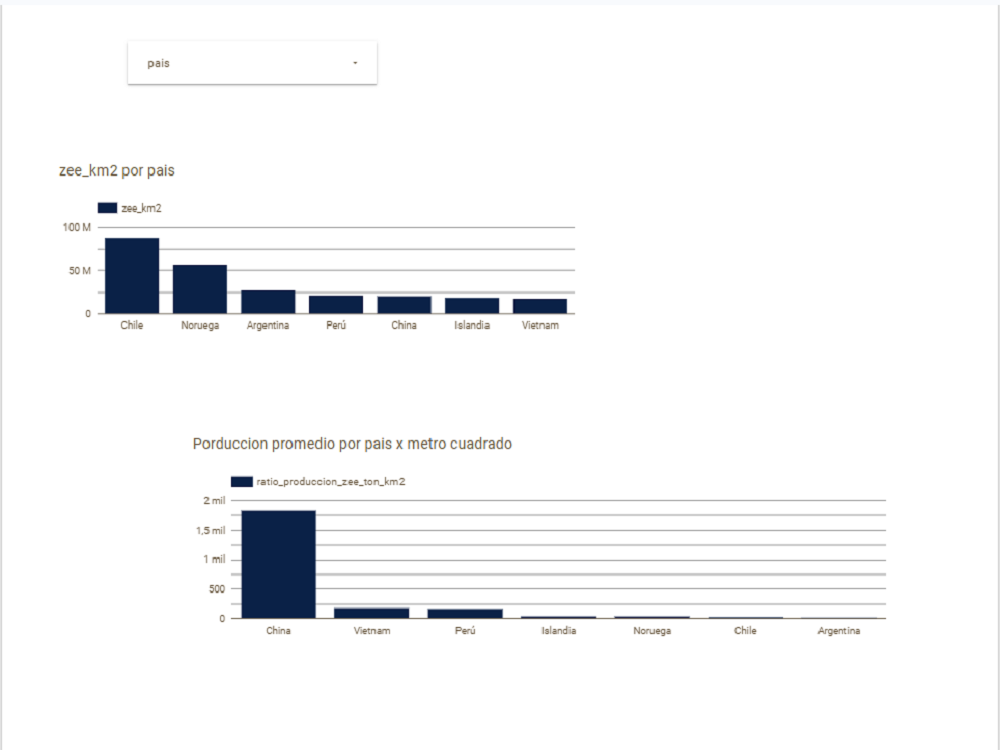 pais
zee_km2 por pais
zee_km2
100 M
50 M
0
Chile Noruega Argentina Perú China Islandia Vietnam
Porduccion promedio por pais x metro cuadrado
ratio_produccion_zee_ton_km2
2 mil
1,5 mil
1 mil
500
0
China Vietnam Perú Islandia Noruega Chile Argentina